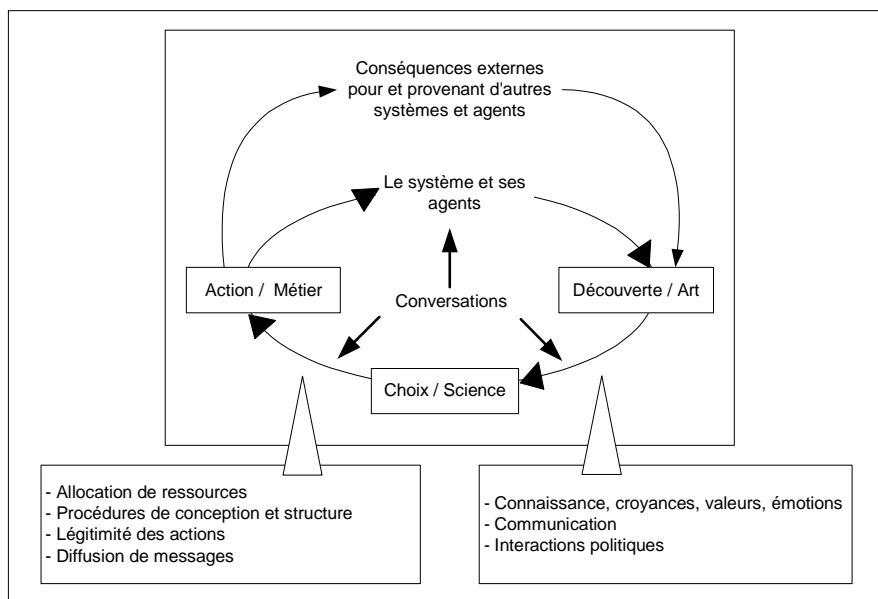 Conséquences externes
pour et provenant d'autres
systèmes et agents
Le système et ses
agents
Action / Métier
Conversations
Découverte / Art
Choix / Science
- Allocation de ressources
- Procédures de conception et structure
- Légitimité des actions
- Diffusion de messages
- Connaissance, croyances, valeurs, émotions
- Communication
- Interactions politiques